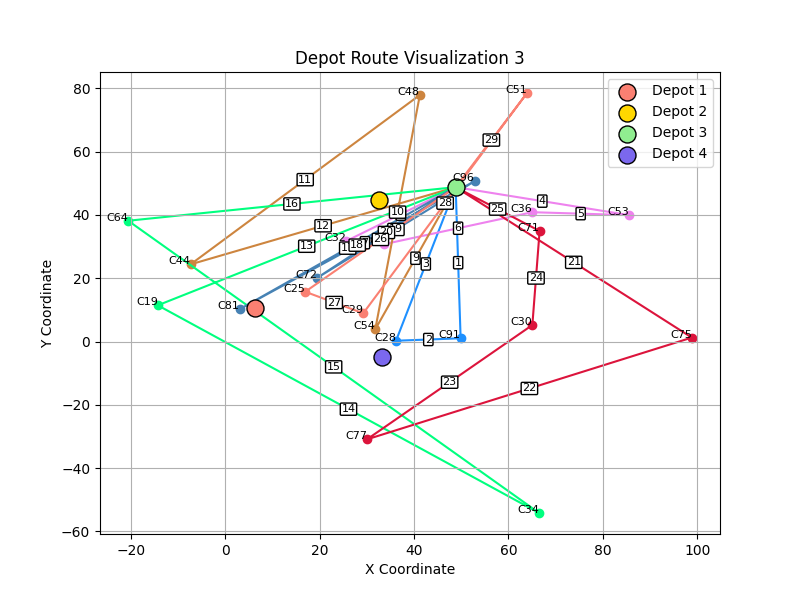 Depot Route Visualization 3
Depot 1
Depot 2
Depot 3
Depot 4
Y Coordinate
X Coordinate
80
60
40
20
0
−20
−40
−60
−20
0
20
40
60
80
100
C48
C51
29
11
C96
16
4
C64
10
28
25
C36
5
C53
12
6
C71
9
20
C32
26
13
18
C44
9
3
1
21
C72
24
C25
C19
27
C81
C29
C30
C54
C28
2
C91
C75
15
23
22
14
C77
C34